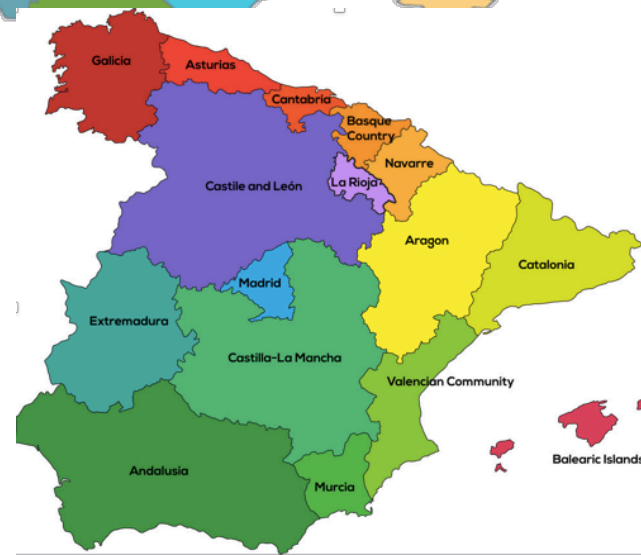 Galicia
Asturias
Cantabria
Basque
Country
Navarre
La Rioja
Castile and León
Aragon
Catalonia
Madrid
Extremadura
Castilla-La Mancha
Valencian Community
Balearic Islands
Andalusia
Murcia